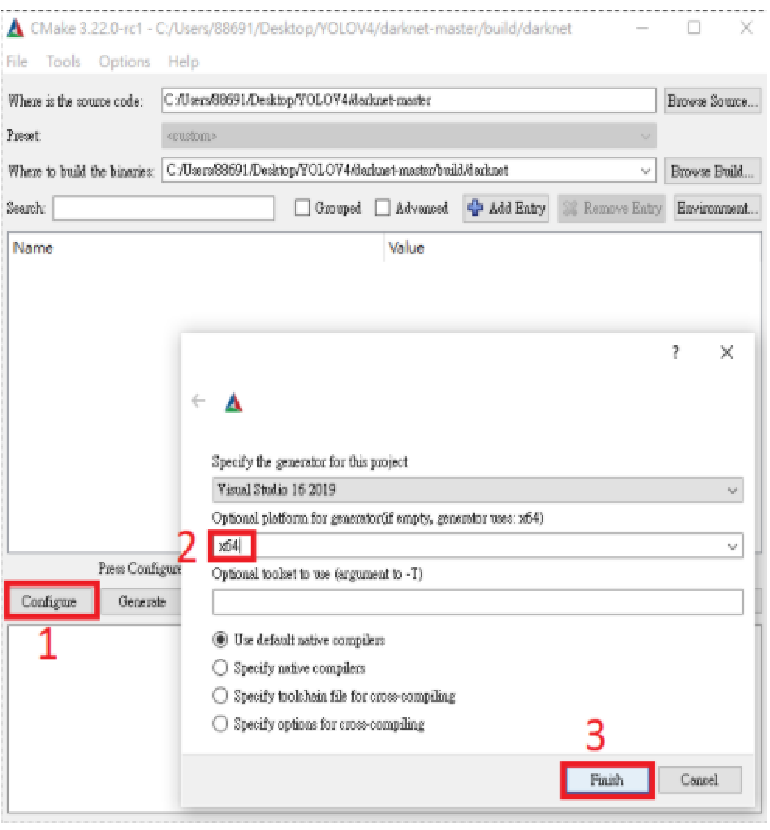 CMake 3.22.0-rc1 - C:/Users/88691/Desktop/YOLOV4/darknet-master/build/darknet
File Tools Options Help
Where is the source code: C:/Users/88691/Desktop/YOLOV4/darknet-master Browse Source...
Preset: <custom>
Where to build the binaries: C:/Users/88691/Desktop/YOLOV4/darknet-master/build/darknet Browse Build...
Search: Grouped Advanced Add Entry Remove Entry Environment...
Name Value
? 
Specify the generator for this project
Visual Studio 16 2019
Optional platform for generator(if empty, generator uses: x64)
2 x64
Press Configure
Optional toolset to use (argument to -T)
Configure Generate
1
Use default native compilers
Specify native compilers
Specify toolchain file for cross-compiling
Specify options for cross-compiling
3
Finish Cancel